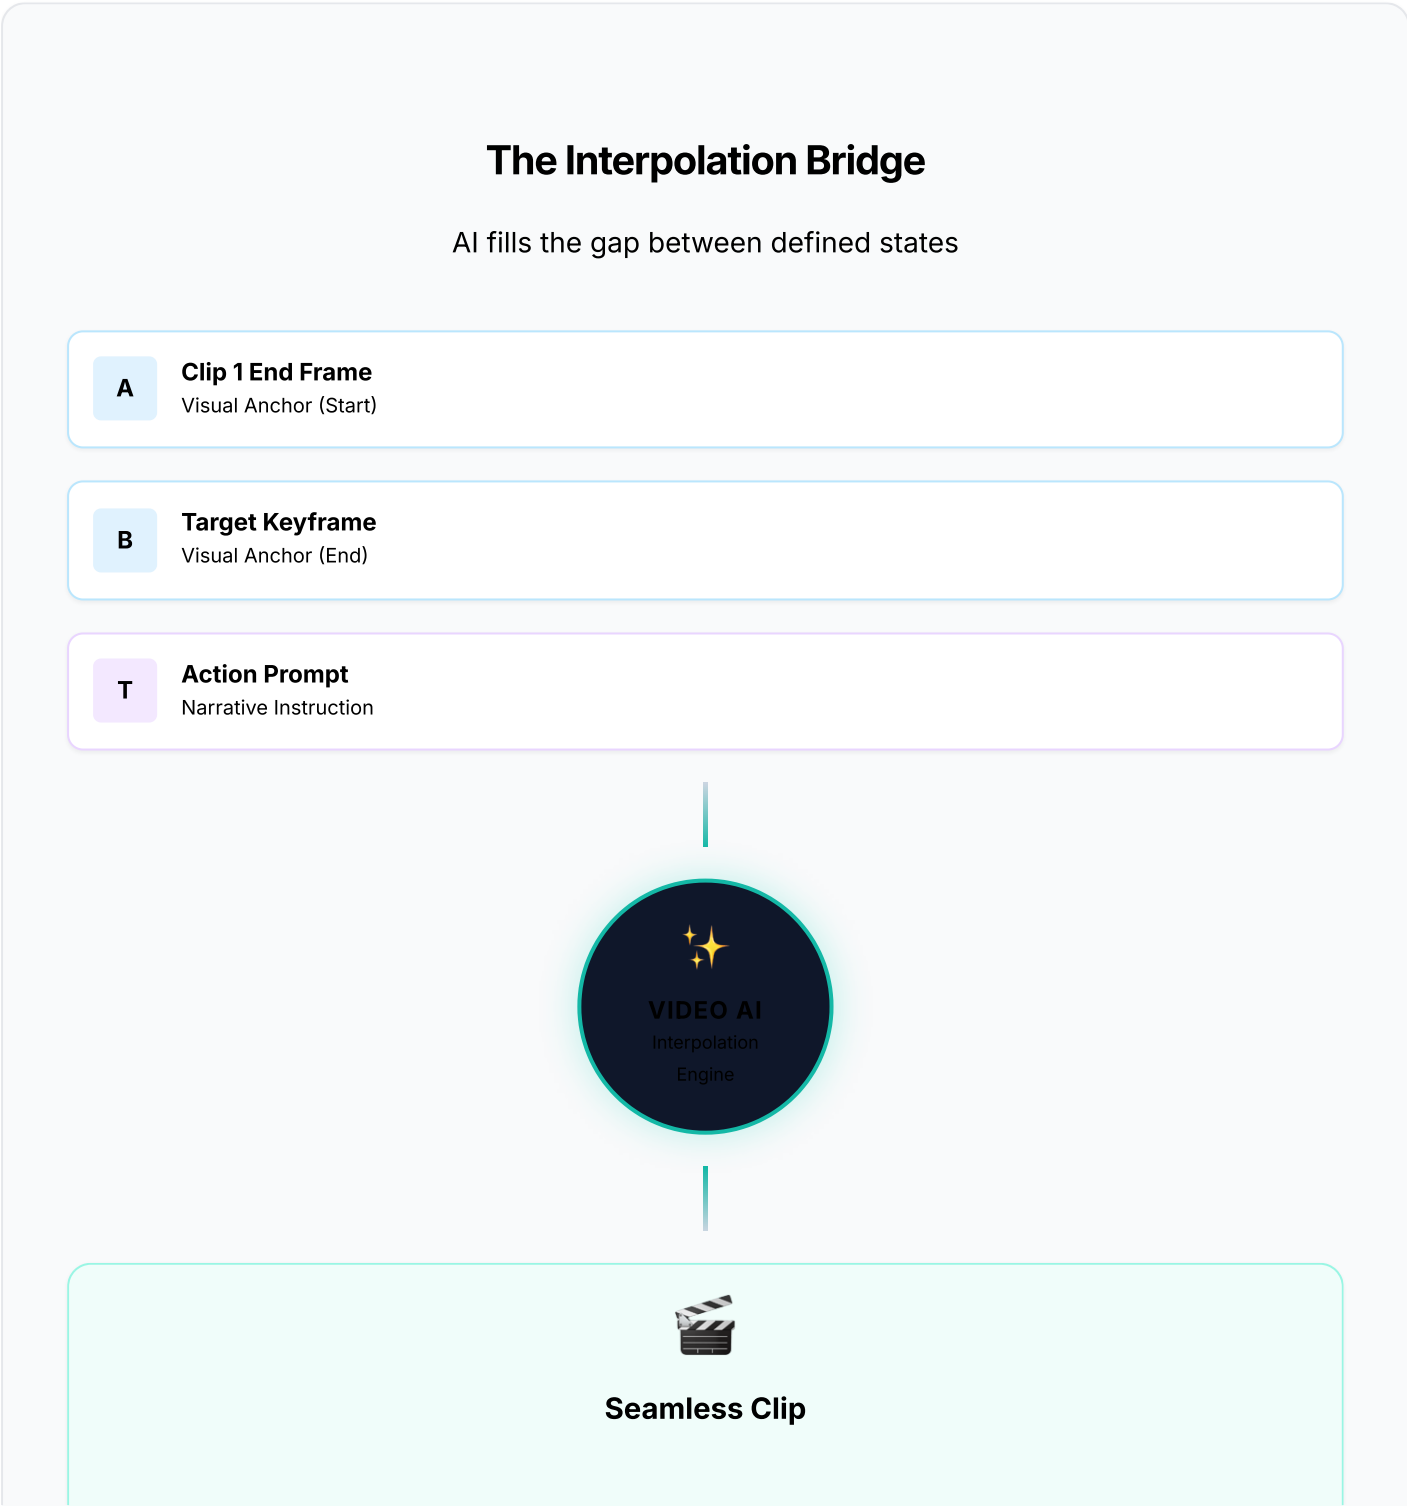 The Interpolation Bridge
AI fills the gap between defined states
A
Clip 1 End Frame
Visual Anchor (Start)
B
Target Keyframe
Visual Anchor (End)
T
Action Prompt
Narrative Instruction
VIDEO AI
Interpolation
Engine
Seamless Clip